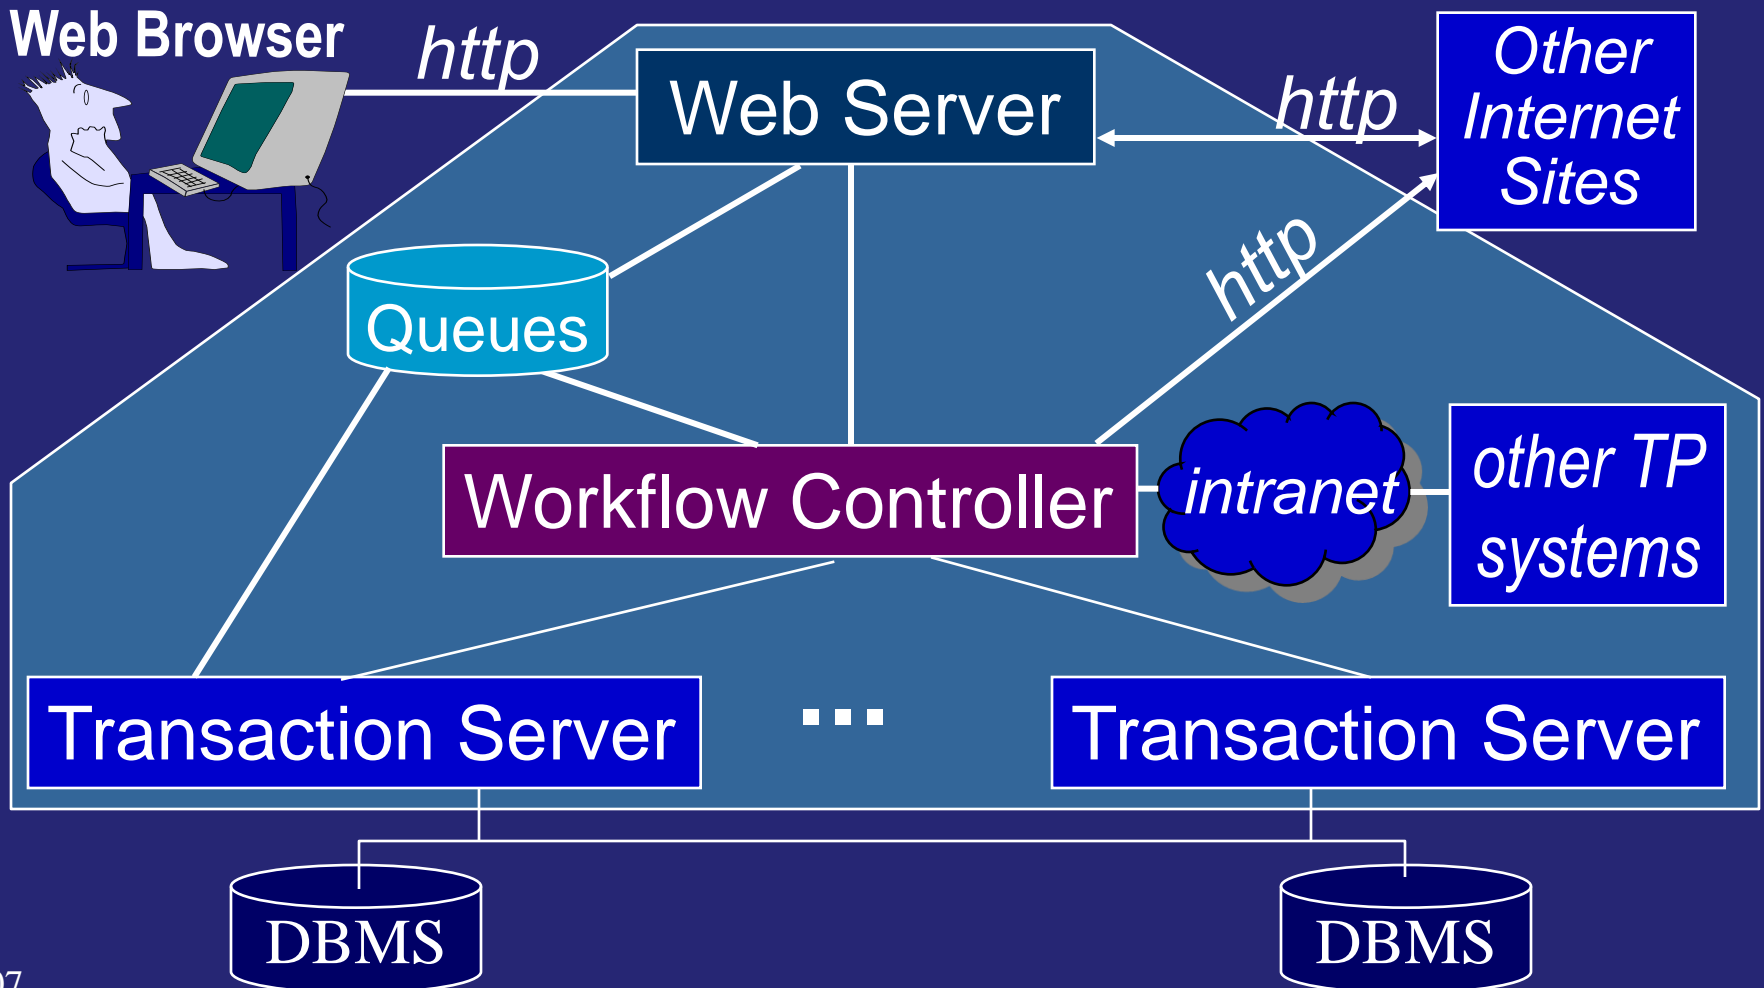 Web Browser
http
Web Server
http
Other
Internet
Sites
http
Queues
Workflow Controller
intranet
other TP
systems
Transaction Server
...
Transaction Server
DBMS
DBMS